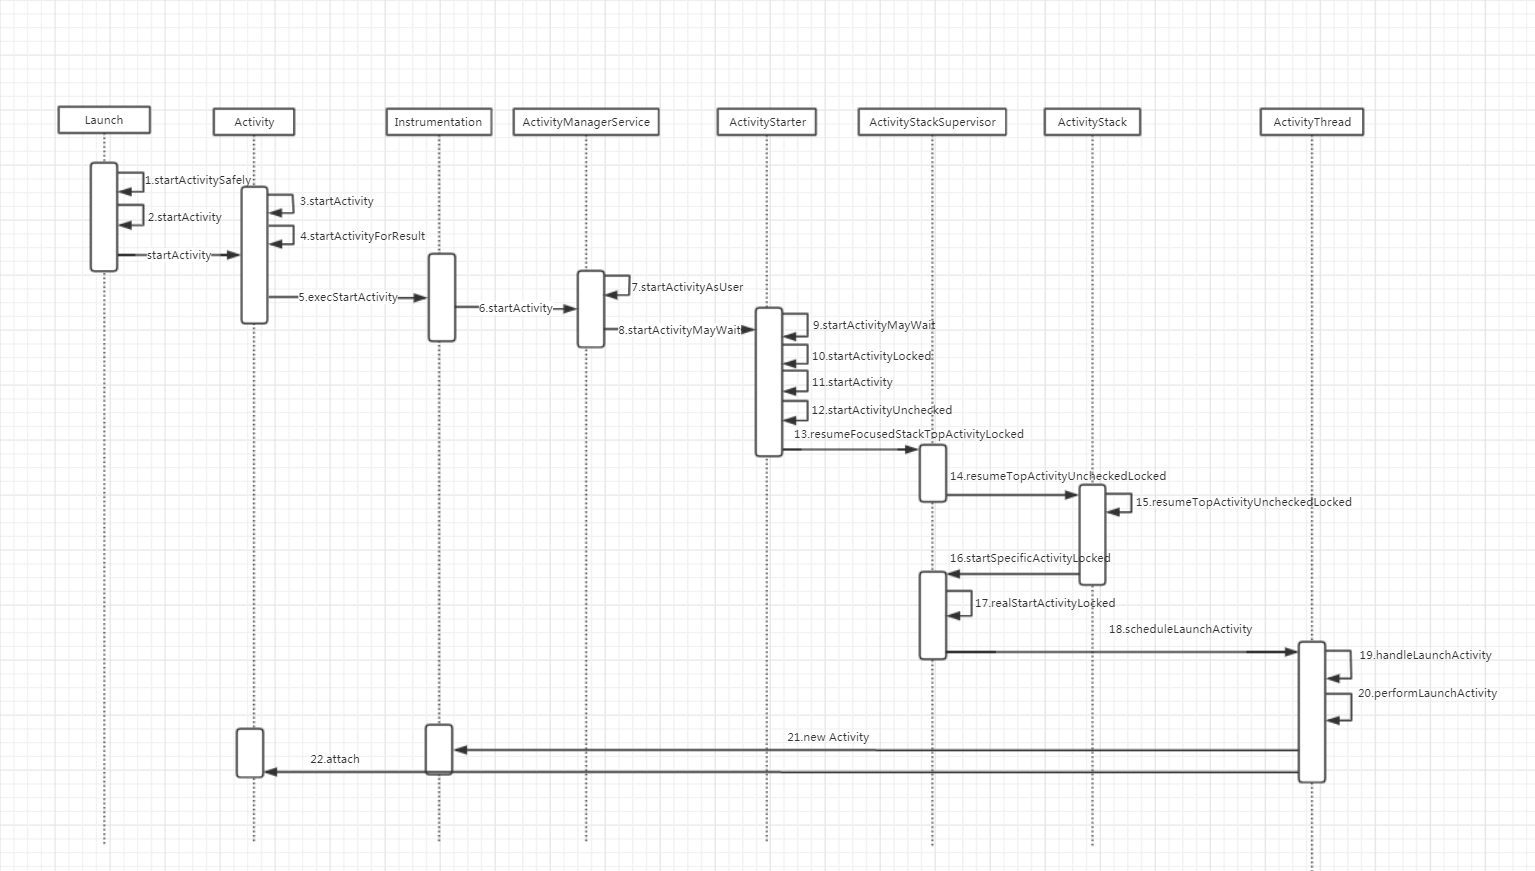 Launch
Activity
Instrumentation
ActivityManagerService
ActivityStarter
ActivityStackSupervisor
ActivityStack
ActivityThread
1.startActivitySafely
2.startActivity
startActivity
3.startActivity
4.startActivityForResult
5.execStartActivity
6.startActivity
7.startActivityAsUser
8.startActivityMayWait
9.startActivityMayWait
10.startActivityLocked
11.startActivity
12.startActivityUnchecked
13.resumeFocusedStackTopActivityLocked
14.resumeTopActivityUncheckedLocked
15.resumeTopActivityUncheckedLocked
16.startSpecificActivityLocked
17.realStartActivityLocked
18.scheduleLaunchActivity
19.handleLaunchActivity
20.performLaunchActivity
21.new Activity
22.attach